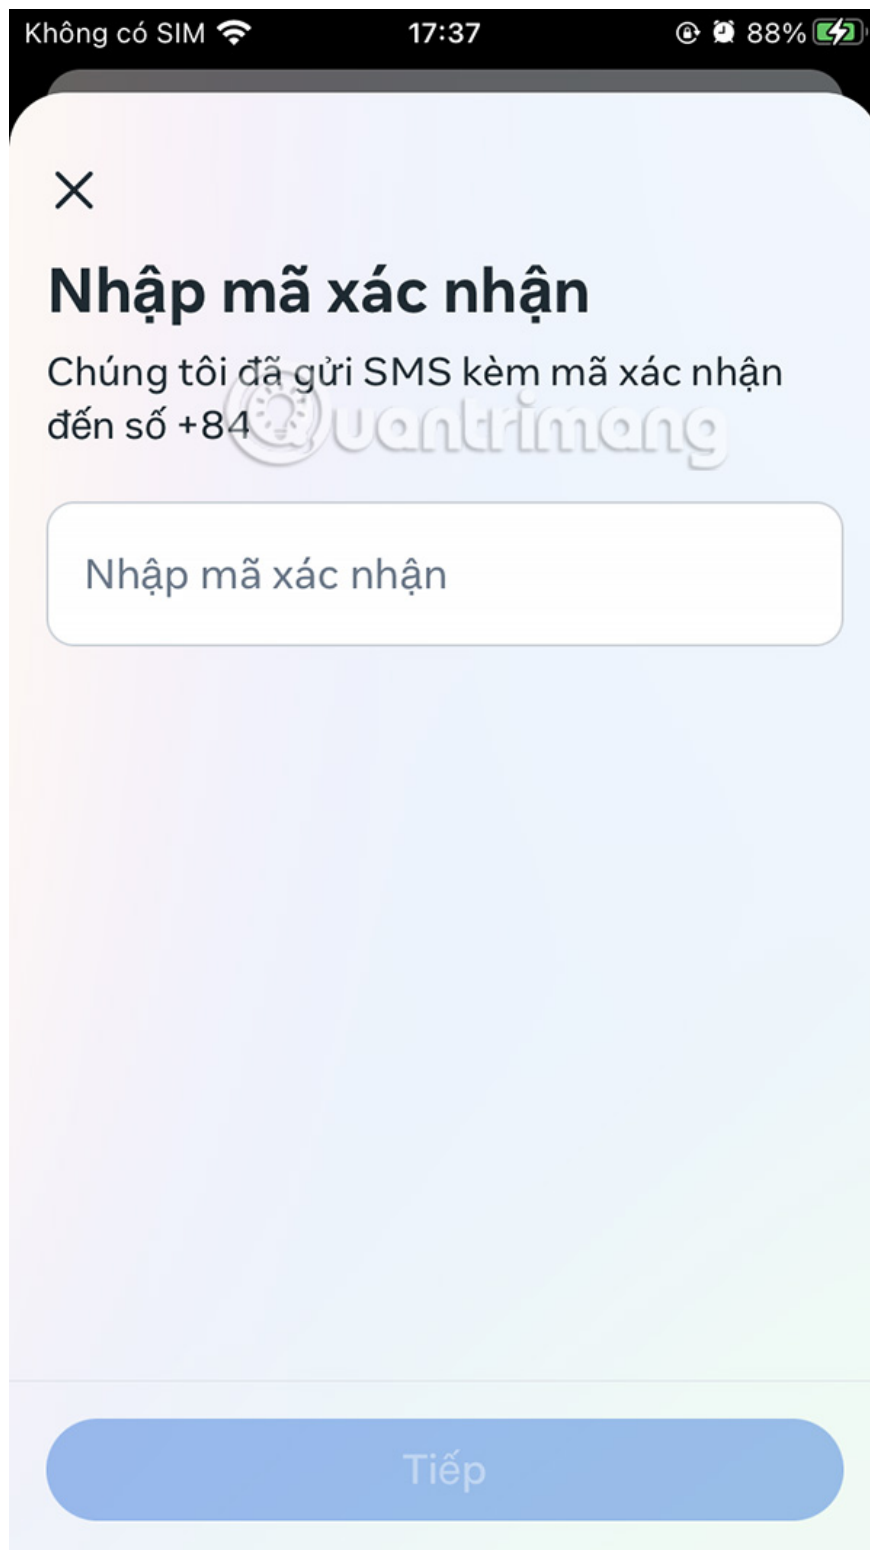 Không có SIM 17:37 88%
Nhập mã xác nhận
Chúng tôi đã gửi SMS kèm mã xác nhận
đến số +84
Quantrimang
Nhập mã xác nhận
Tiếp